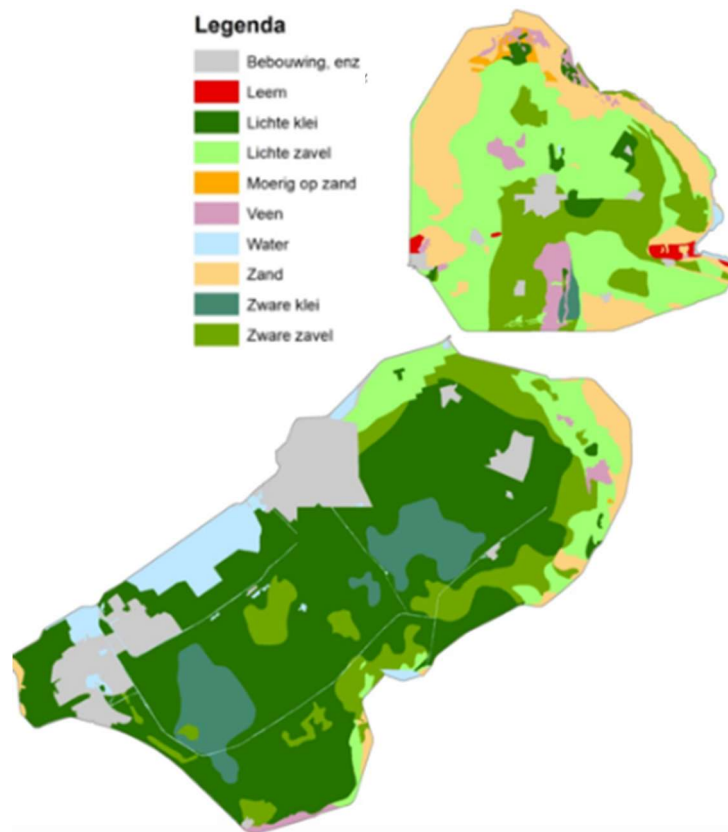 Legenda
Bebouwing, enz
Leem
Lichte klei
Lichte zavel
Moerig op zand
Veen
Water
Zand
Zware klei
Zware zavel